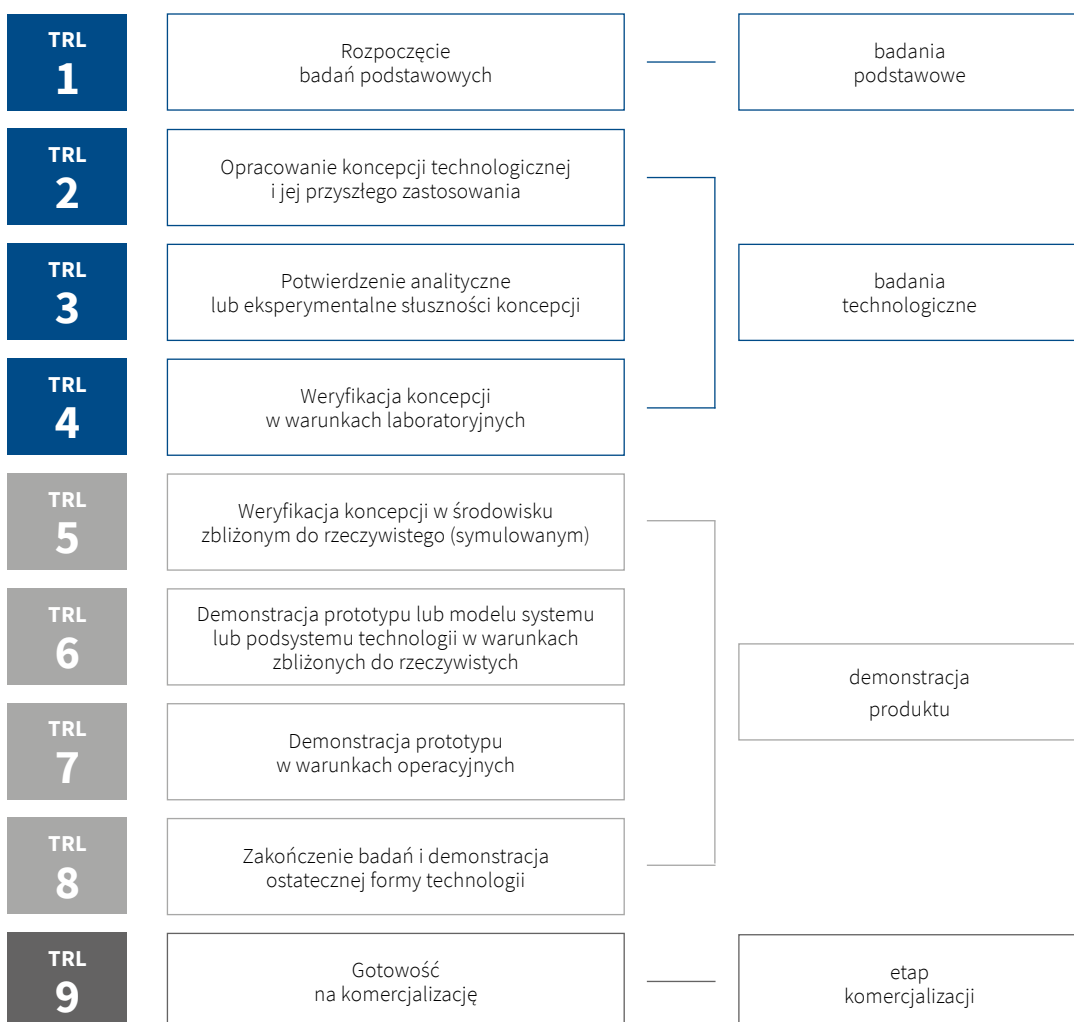 TRL
1
Rozpoczęcie
badań podstawowych
badania
podstawowe
TRL
2
Opracowanie koncepcji technologicznej
i jej przyszłego zastosowania
TRL
3
Potwierdzenie analityczne
lub eksperymentalne słuszności koncepcji
badania
technologiczne
TRL
4
Weryfikacja koncepcji
w warunkach laboratoryjnych
TRL
5
Weryfikacja koncepcji w środowisku
zbliżonym do rzeczywistego (symulowanym)
TRL
6
Demonstracja prototypu lub modelu systemu
lub podsystemu technologii w warunkach
zbliżonych do rzeczywistych
demonstracja
produktu
TRL
7
Demonstracja prototypu
w warunkach operacyjnych
TRL
8
Zakończenie badań i demonstracja
ostatecznej formy technologii
TRL
9
Gotowość
na komercjalizację
etap
komercjalizacji